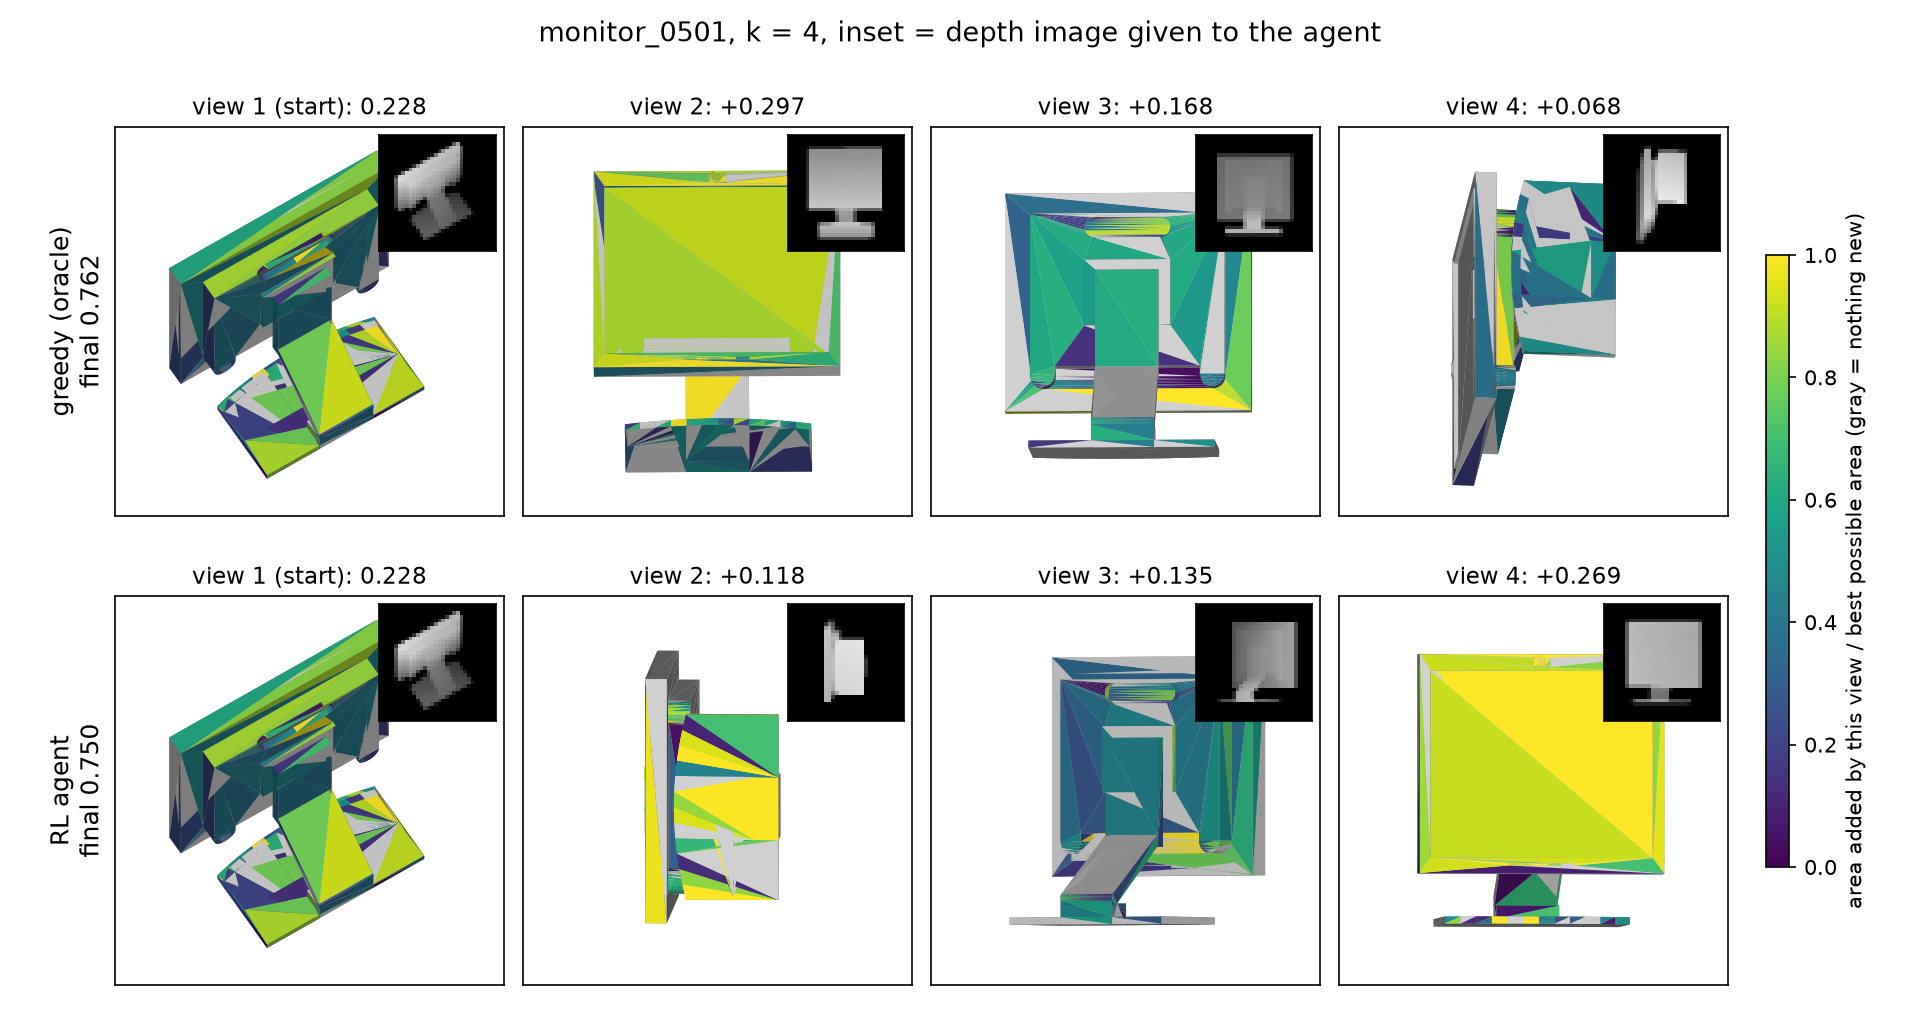 monitor_0501, k = 4, inset = depth image given to the agent
view 1 (start): 0.228
view 2: +0.297
view 3: +0.168
view 4: +0.068
greedy (oracle)
final 0.762
view 1 (start): 0.228
view 2: +0.118
view 3: +0.135
view 4: +0.269
RL agent
final 0.750
1.0
0.8
0.6
0.4
0.2
0.0
area added by this view / best possible area (gray = nothing new)